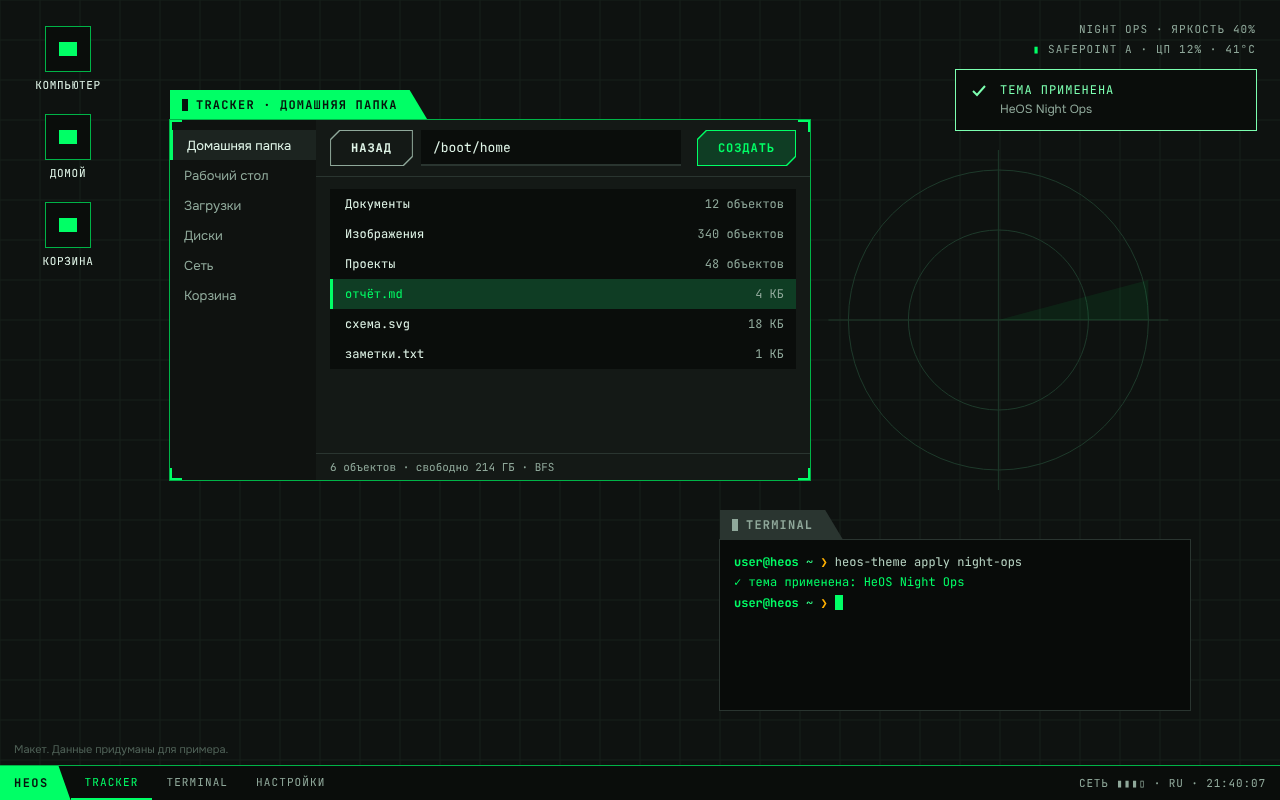 NIGHT OPS · ЯРКОСТЬ 40%
SAFEPOINT A · ЦП 12% · 41°C
✓ ТЕМА ПРИМЕНЕНА
HeOS Night Ops
КОМПЬЮТЕР
ДОМОЙ
КОРЗИНА
TRACKER · ДОМАШНЯЯ ПАПКА
Домашняя папка
Рабочий стол
Загрузки
Диски
Сеть
Корзина
НАЗАД /boot/home СОЗДАТЬ
Документы 12 объектов
Изображения 340 объектов
Проекты 48 объектов
отчёт.md 4 КБ
схема.svg 18 КБ
заметки.txt 1 КБ
6 объектов · свободно 214 ГБ · BFS
TERMINAL
user@heos ~ ❯ heos-theme apply night-ops
✓ тема применена: HeOS Night Ops
user@heos ~ ❯
Макет. Данные придуманы для примера.
HEOS TRACKER TERMINAL НАСТРОЙКИ СЕТЬ ▮▮▮▯ · RU · 21:40:07